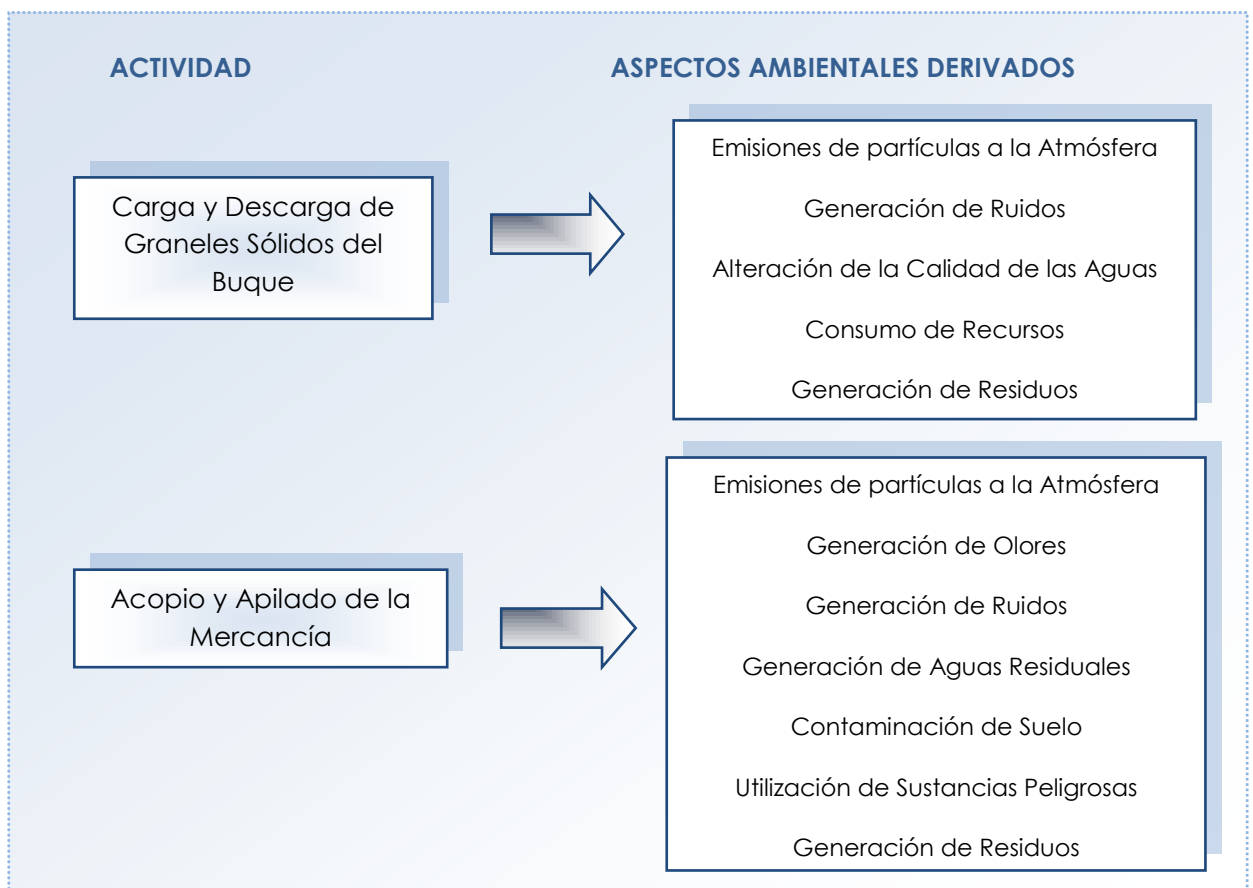 ACTIVIDAD
ASPECTOS AMBIENTALES DERIVADOS
Carga y Descarga de
Graneles Sólidos del
Buque
Emisiones de partículas a la Atmósfera
Generación de Ruidos
Alteración de la Calidad de las Aguas
Consumo de Recursos
Generación de Residuos
Acopio y Apilado de la
Mercancía
Emisiones de partículas a la Atmósfera
Generación de Olores
Generación de Ruidos
Generación de Aguas Residuales
Contaminación de Suelo
Utilización de Sustancias Peligrosas
Generación de Residuos